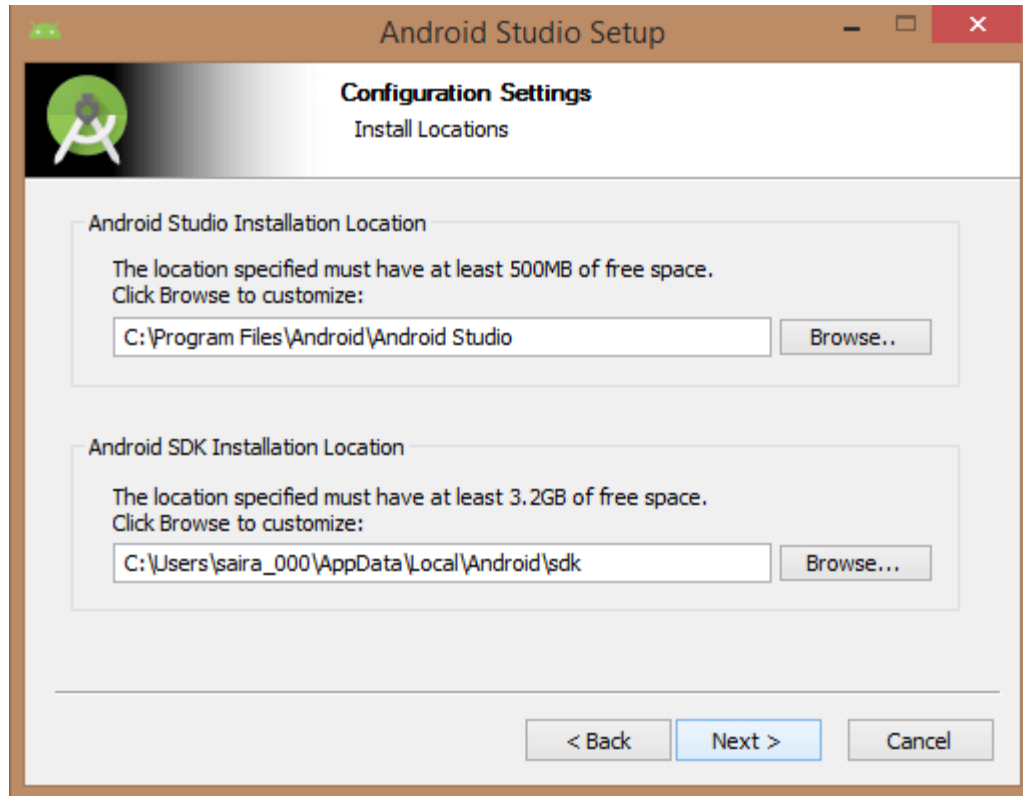 Android Studio Setup
Configuration Settings
Install Locations
Android Studio Installation Location
The location specified must have at least 500MB of free space.
Click Browse to customize:
C:\Program Files\Android\Android Studio
Browse..
Android SDK Installation Location
The location specified must have at least 3.2GB of free space.
Click Browse to customize:
C:\Users\saira_000\AppData\Local\Android\sdk
Browse...
< Back
Next >
Cancel